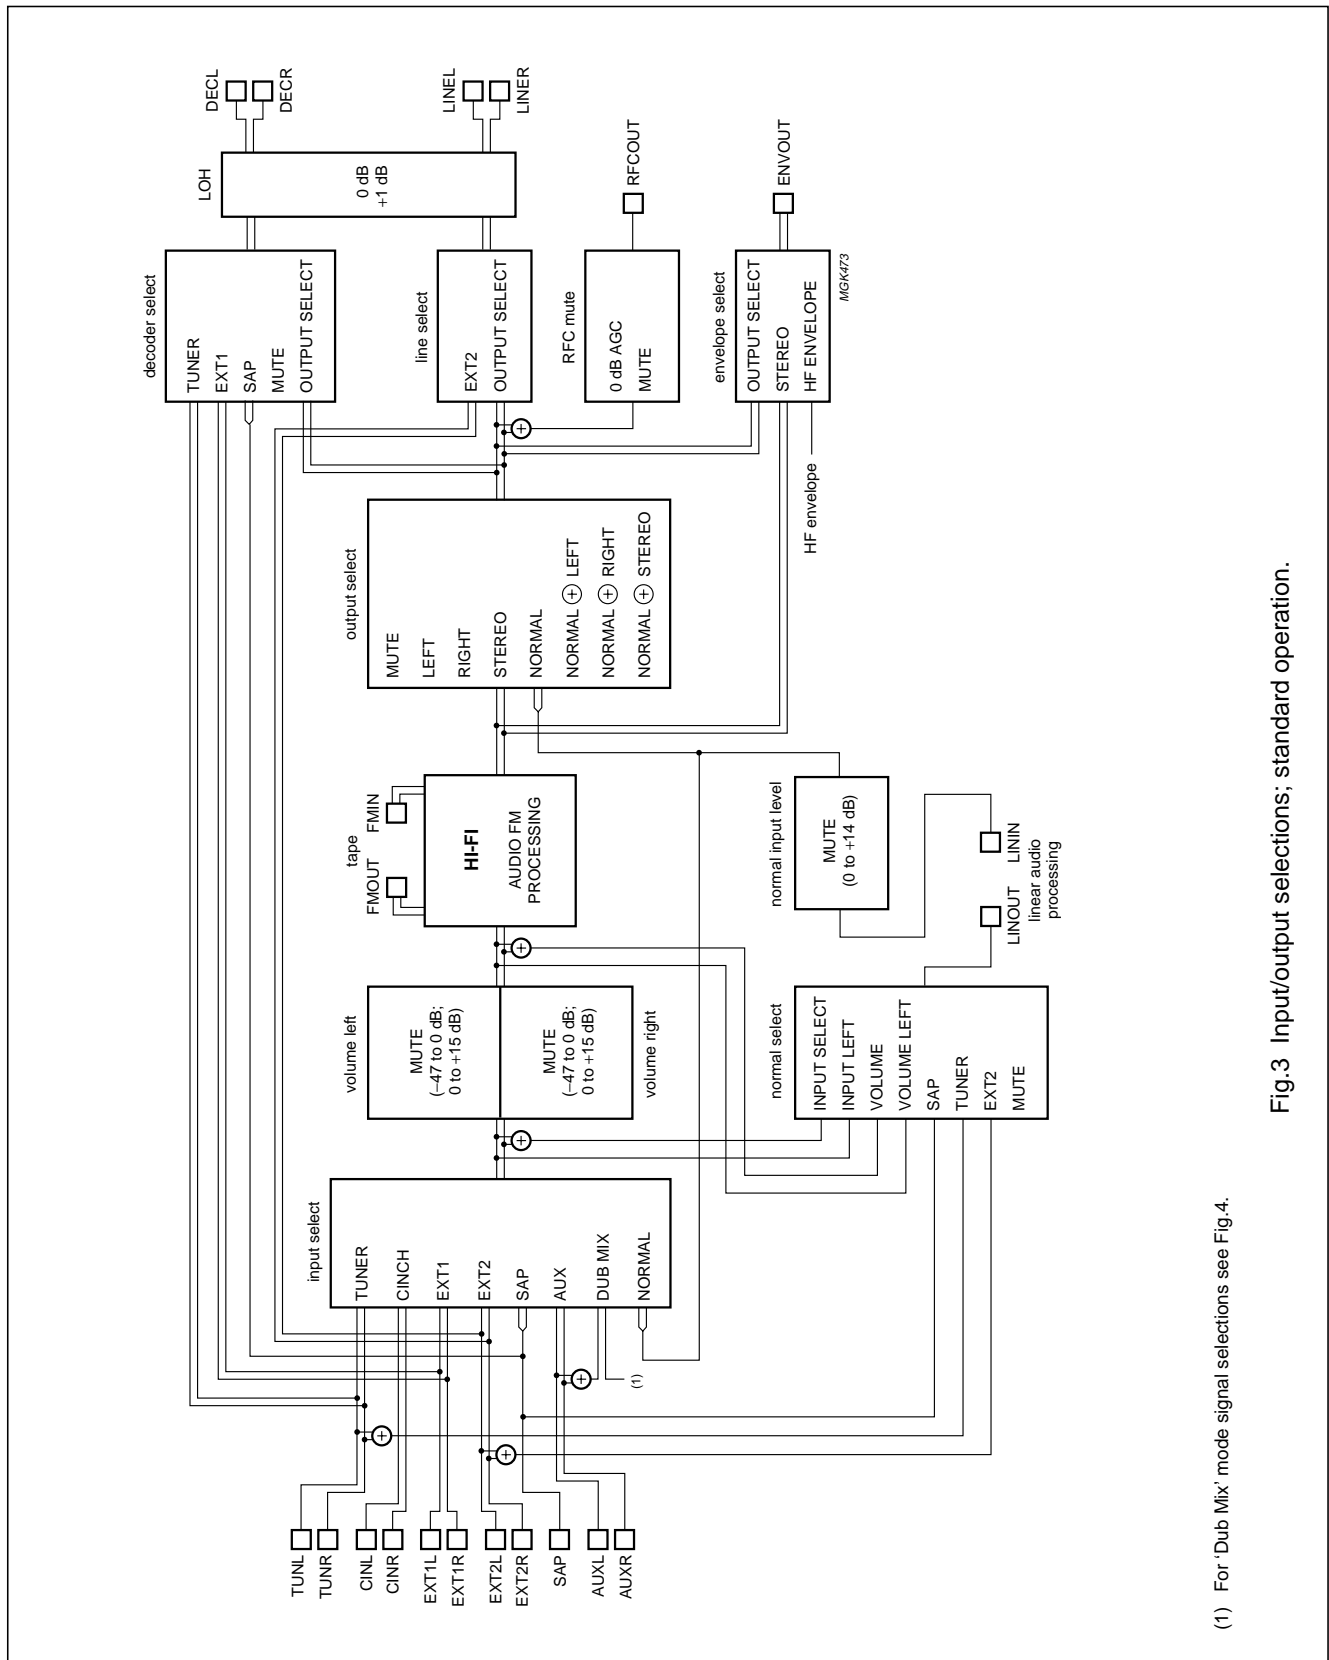 TUNL
TUNR
CINL
CINR
EXT1L
EXT1R
EXT2L
EXT2R
SAP
AUXL
AUXR
input select
TUNER
CINCH
EXT1
EXT2
SAP
AUX
DUB MIX
NORMAL
(1)
volume left
MUTE
(−47 to 0 dB;
0 to +15 dB)
MUTE
(−47 to 0 dB;
0 to +15 dB)
volume right
normal select
INPUT SELECT
INPUT LEFT
VOLUME
VOLUME LEFT
SAP
TUNER
EXT2
MUTE
tape
FMOUT
FMIN
HI-FI
AUDIO FM
PROCESSING
normal input level
MUTE
(0 to +14 dB)
LINOUT
LININ
linear audio
processing
output select
MUTE
LEFT
RIGHT
STEREO
NORMAL
NORMAL + LEFT
NORMAL + RIGHT
NORMAL + STEREO
HF envelope
decoder select
TUNER
EXT1
SAP
MUTE
OUTPUT SELECT
line select
EXT2
OUTPUT SELECT
RFC mute
0 dB AGC
MUTE
envelope select
OUTPUT SELECT
STEREO
HF ENVELOPE
MGK473
LOH
0 dB
+1 dB
DECL
DECR
LINEL
LINER
RFCOUT
ENVOUT
(1) For ‘Dub Mix’ mode signal selections see Fig.4.
Fig.3 Input/output selections; standard operation.